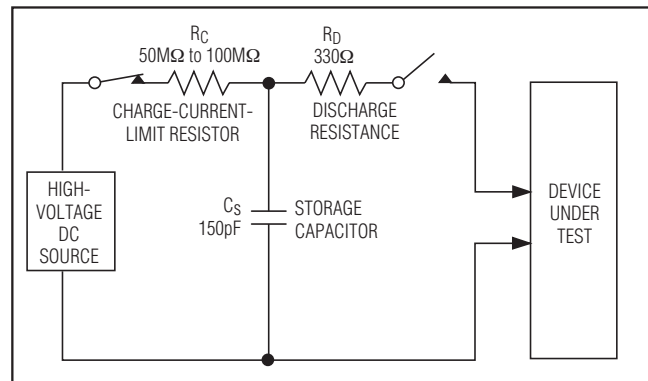 R_C
50MΩ to 100MΩ
CHARGE-CURRENT-
LIMIT RESISTOR
R_D
330Ω
DISCHARGE
RESISTANCE
HIGH-
VOLTAGE
DC
SOURCE
C_S
150pF
STORAGE
CAPACITOR
DEVICE
UNDER
TEST